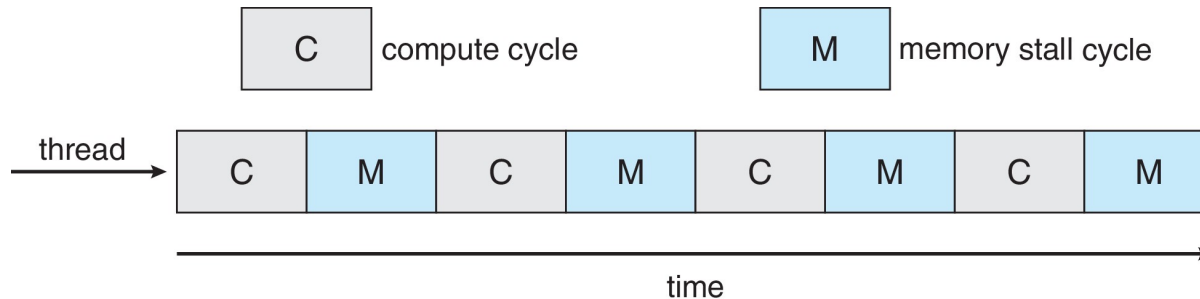 C compute cycle M memory stall cycle
thread
C M C M C M C M
time